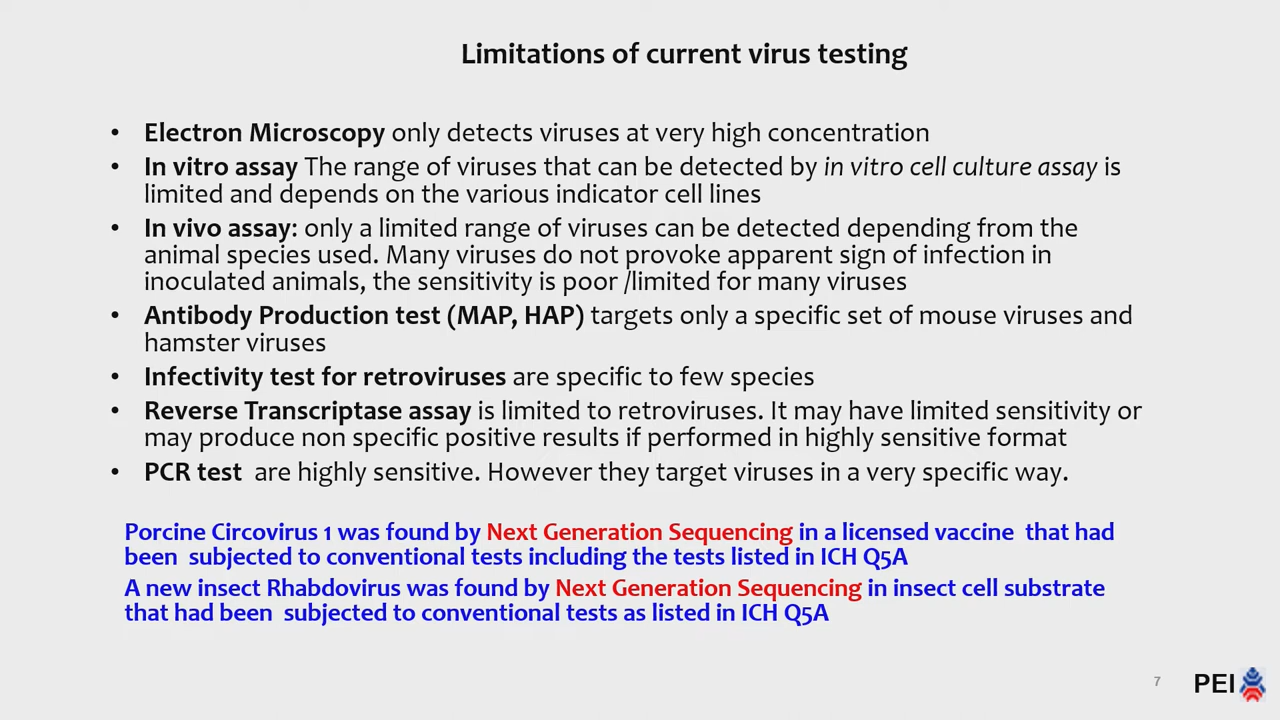 Limitations of current virus testing
• Electron Microscopy only detects viruses at very high concentration
• In vitro assay The range of viruses that can be detected by in vitro cell culture assay is
limited and depends on the various indicator cell lines
• In vivo assay: only a limited range of viruses can be detected depending from the
animal species used. Many viruses do not provoke apparent sign of infection in
inoculated animals, the sensitivity is poor /limited for many viruses
• Antibody Production test (MAP, HAP) targets only a specific set of mouse viruses and
hamster viruses
• Infectivity test for retroviruses are specific to few species
• Reverse Transcriptase assay is limited to retroviruses. It may have limited sensitivity or
may produce non specific positive results if performed in highly sensitive format
• PCR test are highly sensitive. However they target viruses in a very specific way.
Porcine Circovirus 1 was found by Next Generation Sequencing in a licensed vaccine that had
been subjected to conventional tests including the tests listed in ICH Q5A
A new insect Rhabdovirus was found by Next Generation Sequencing in insect cell substrate
that had been subjected to conventional tests as listed in ICH Q5A
7
PEI